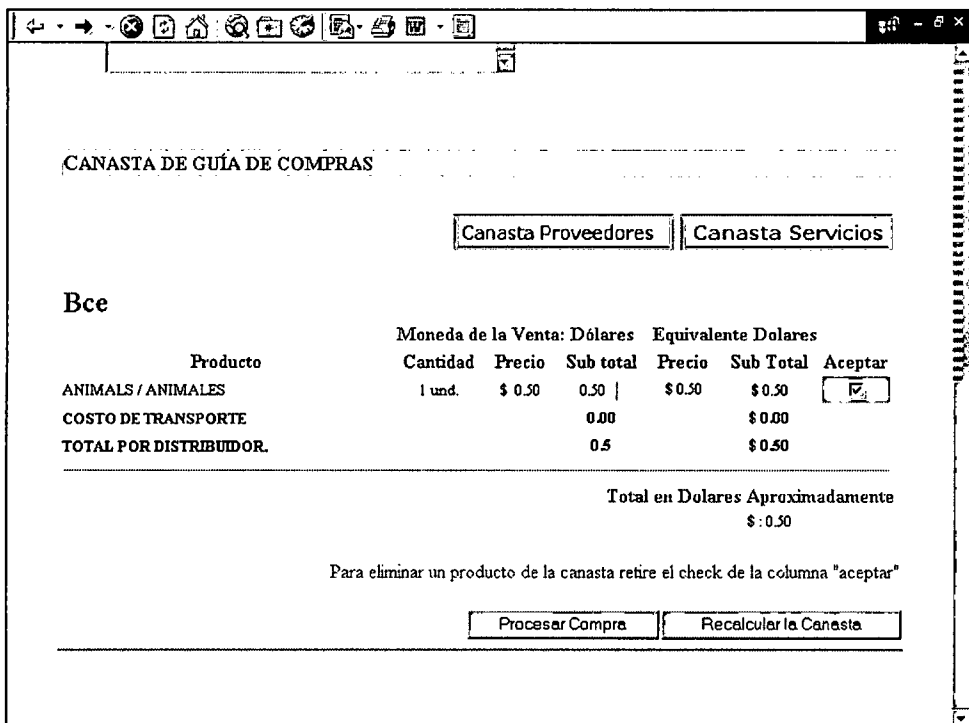 CANASTA DE GUÍA DE COMPRAS
Canasta Proveedores Canasta Servicios
Bce
Moneda de la Venta: Dólares Equivalente Dolares
Producto Cantidad Precio Sub total Precio Sub Total Aceptar
ANIMALS / ANIMALES 1 und. $ 0.50 0.50 $ 0.50 $ 0.50
COSTO DE TRANSPORTE 0.00 $ 0.00
TOTAL POR DISTRIBUIDOR. 0.5 $ 0.50
Total en Dolares Aproximadamente
$ : 0.50
Para eliminar un producto de la canasta retire el check de la columna "aceptar"
Procesar Compra Recalcular la Canasta